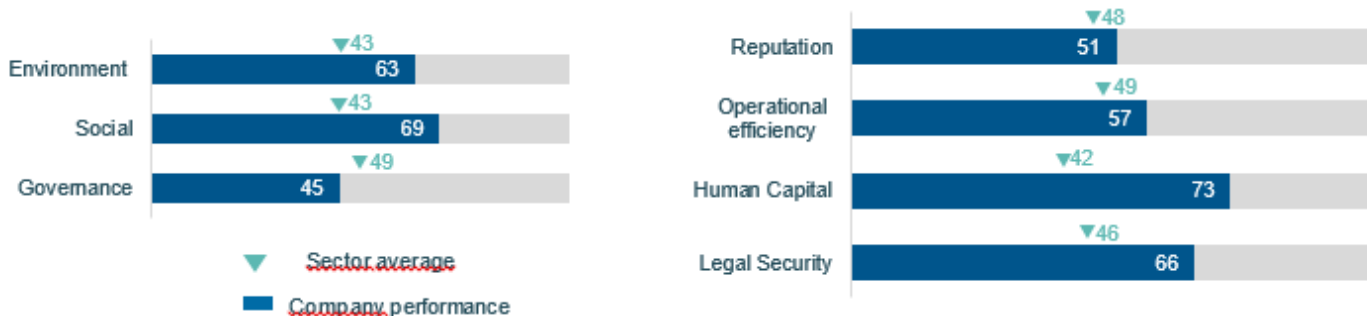 ▼43
Environment 63
▼43
Social 69
▼49
Governance 45
▼ Sector average
Company performance
▼48
Reputation 51
▼49
Operational
efficiency 57
▼42
Human Capital 73
▼46
Legal Security 66